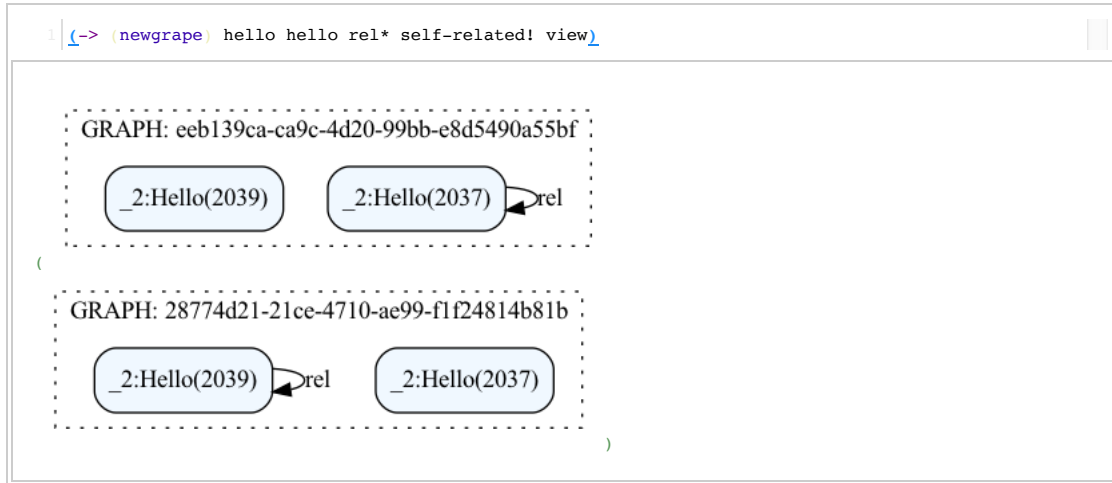 1 (-> (newgrape) hello hello rel* self-related! view)
GRAPH: eeb139ca-ca9c-4d20-99bb-e8d5490a55bf
_2:Hello(2039) _2:Hello(2037) rel
(
GRAPH: 28774d21-21ce-4710-ae99-f1f24814b81b
_2:Hello(2039) rel _2:Hello(2037)
)